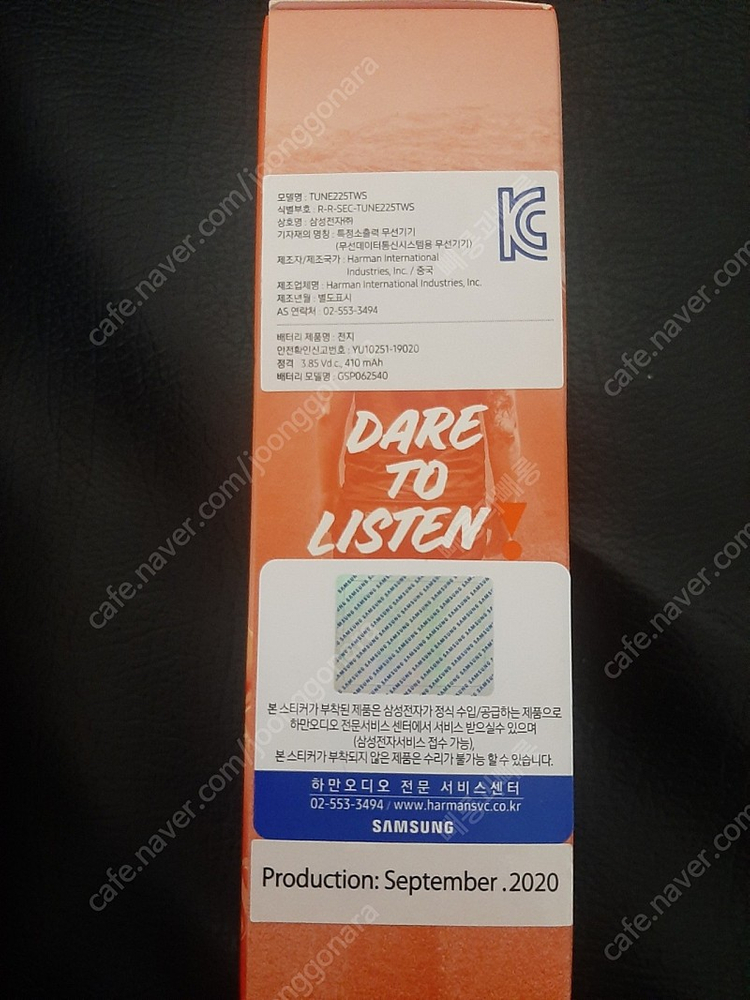 모델명 : TUNE225TWS
식별부호 : R-R-SEC-TUNE225TWS
상호명 : 삼성전자㈜
기자재의 명칭 : 특정소출력 무선기기
(무선데이터통신시스템용 무선기기)
제조자/제조국가 : Harman International
Industries, Inc. / 중국
제조업체명 : Harman International Industries, Inc.
제조년월 : 별도표시
AS 연락처 : 02-553-3494
배터리 제품명 : 전지
안전확인신고번호 : YU10251-19020
정격 3.85 Vd.c., 410 mAh
배터리 모델명 : GSP062540
DARE
TO
LISTEN!
SAMSUNG
본 스티커가 부착된 제품은 삼성전자가 정식 수입/공급하는 제품으로
하만오디오 전문서비스 센터에서 서비스 받으실수 있으며
(삼성전자서비스 접수 가능),
본 스티커가 부착되지 않은 제품은 수리가 불가능 할 수 있습니다.
하만오디오 전문 서비스센터
02-553-3494 / www.harmansvc.co.kr
SAMSUNG
Production: September .2020
cafe.naver.com/joonggonara